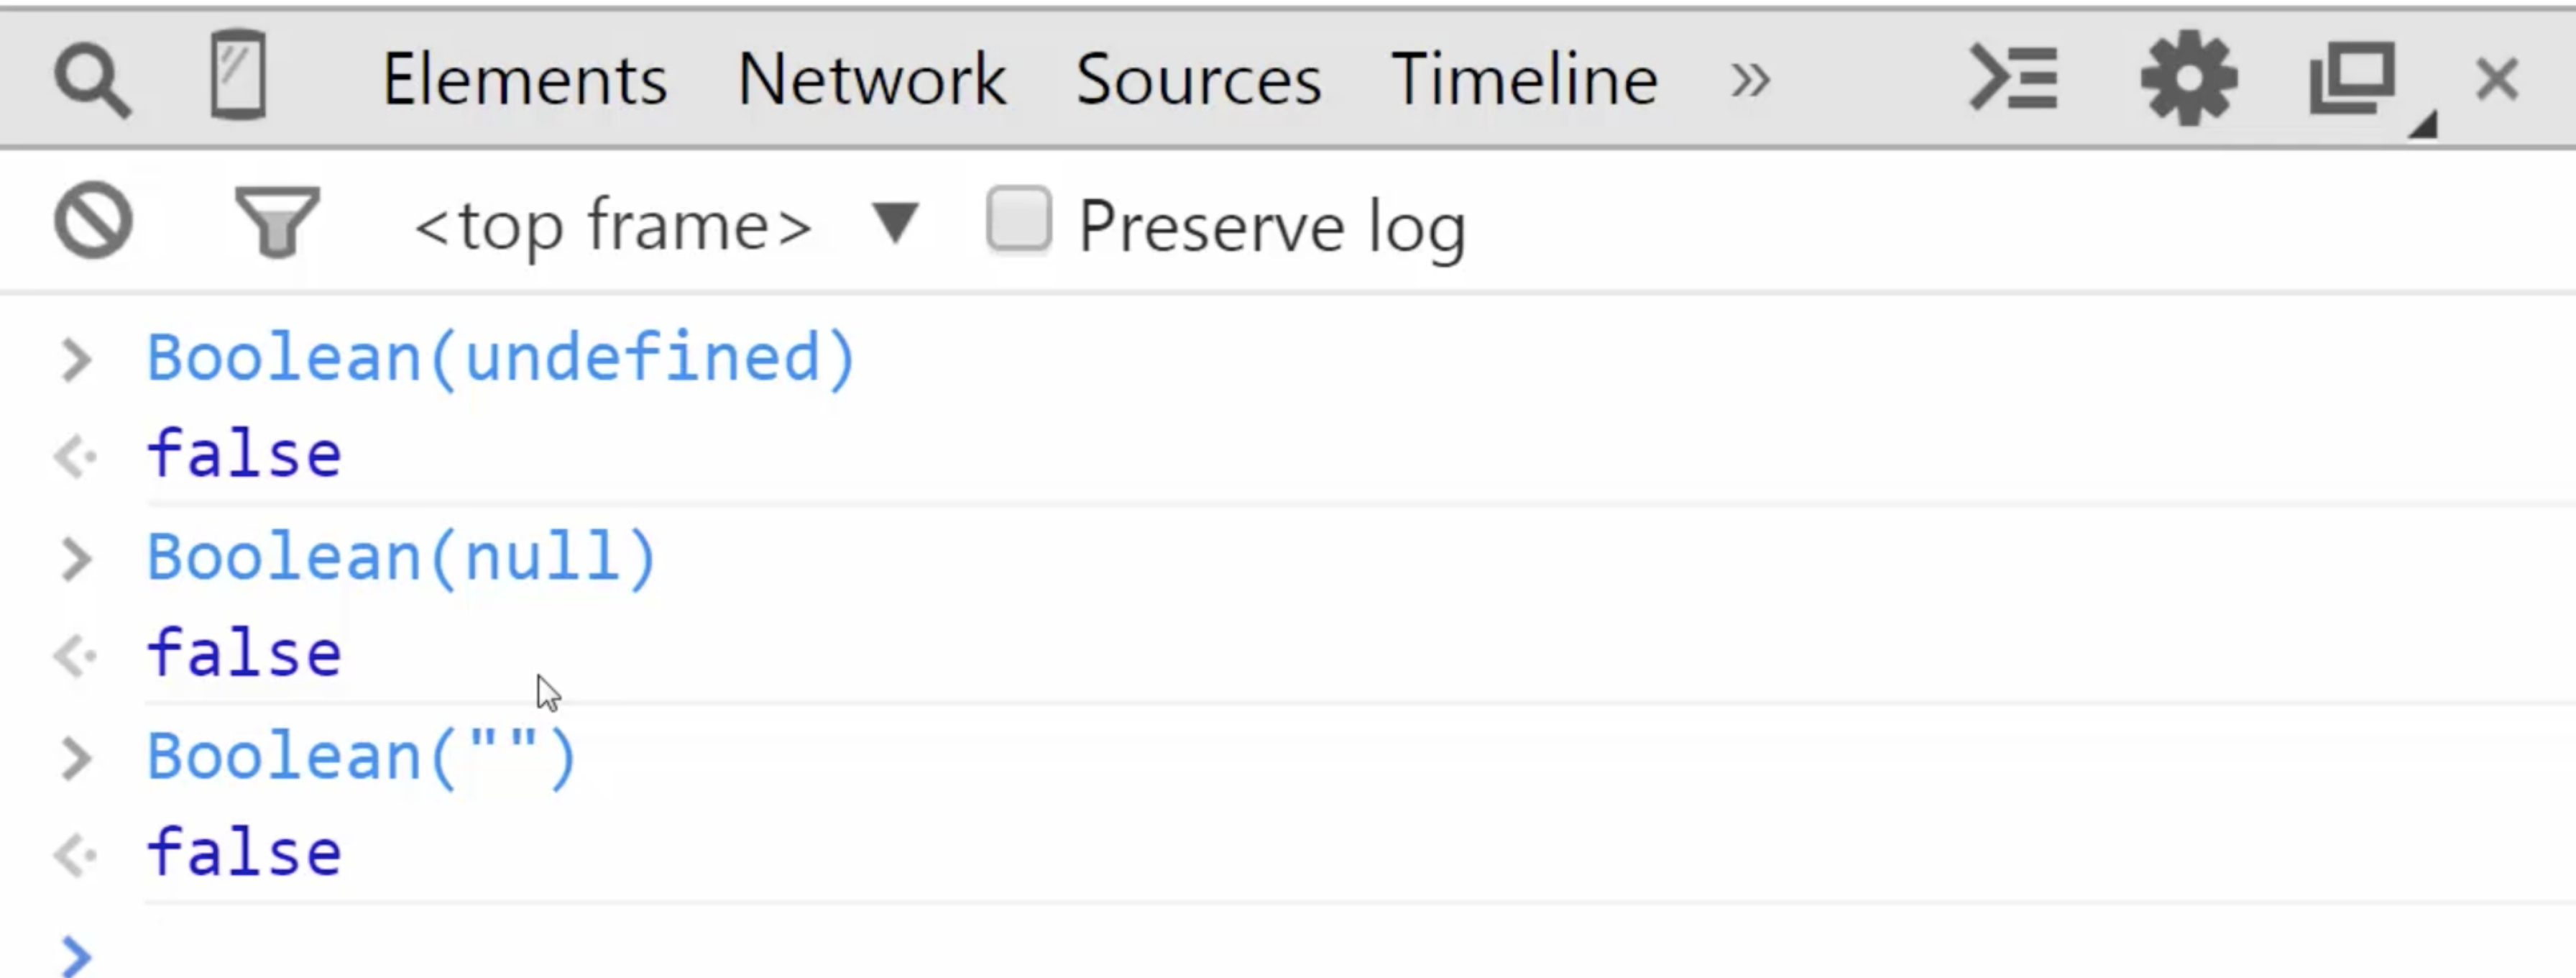 Elements Network Sources Timeline »
<top frame> ▼ Preserve log
> Boolean(undefined)
false
> Boolean(null)
false
> Boolean("")
false
>